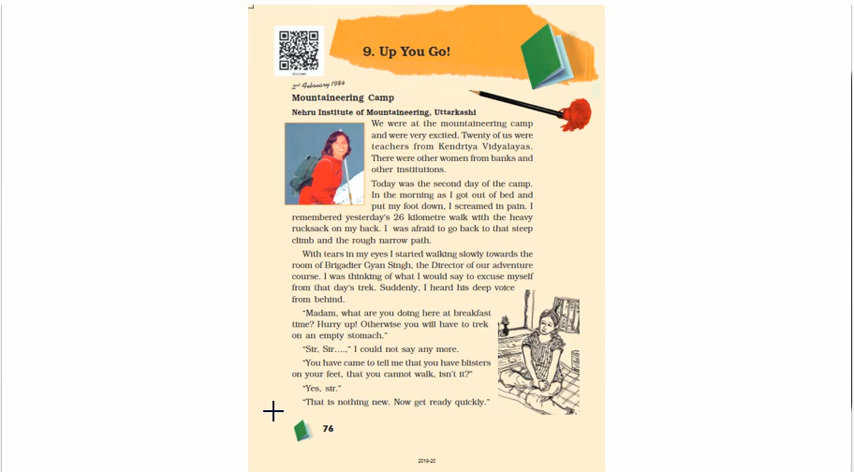 9. Up You Go!
2nd February 1984
Mountaineering Camp
Nehru Institute of Mountaineering, Uttarkashi
We were at the mountaineering camp
and were very excited. Twenty of us were
teachers from Kendriya Vidyalayas.
There were other women from banks and
other institutions.
Today was the second day of the camp.
In the morning as I got out of bed and
put my foot down, I screamed in pain. I
remembered yesterday's 26 kilometre walk with the heavy
rucksack on my back. I was afraid to go back to that steep
climb and the rough narrow path.
With tears in my eyes I started walking slowly towards the
room of Brigadier Gyan Singh, the Director of our adventure
course. I was thinking of what I would say to excuse myself
from that day's trek. Suddenly, I heard his deep voice
from behind.
"Madam, what are you doing here at breakfast
time? Hurry up! Otherwise you will have to trek
on an empty stomach."
"Sir, Sir....," I could not say any more.
"You have came to tell me that you have blisters
on your feet, that you cannot walk, isn't it?"
"Yes, sir."
"That is nothing new. Now get ready quickly."
76
2019-20